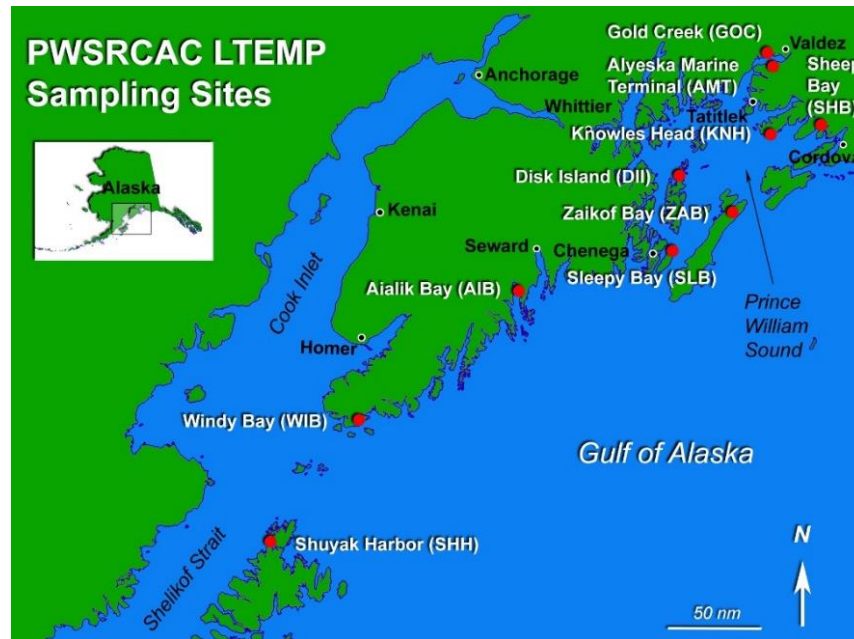 PWSRCAC LTEMP
Sampling Sites
Gold Creek (GOC)
Valdez
Alyeska Marine
Terminal (AMT)
Sheep
Bay
(SHB)
Anchorage
Whittier
Tatitlek
Knowles Head (KNH)
Cordova
Alaska
Disk Island (DII)
Kenai
Zaikof Bay (ZAB)
Seward
Chenega
Sleepy Bay (SLB)
Cook Inlet
Aialik Bay (AIB)
Prince
William
Sound
Homer
Windy Bay (WIB)
Gulf of Alaska
Shuyak Harbor (SHH)
Shelikof Strait
N
50 nm